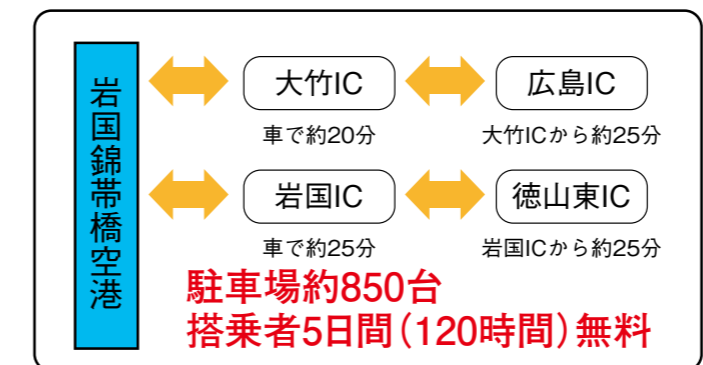 岩国錦帯橋空港
大竹IC
広島IC
車で約20分
大竹ICから約25分
岩国IC
徳山東IC
車で約25分
岩国ICから約25分
駐車場約850台
搭乗者5日間（120時間）無料